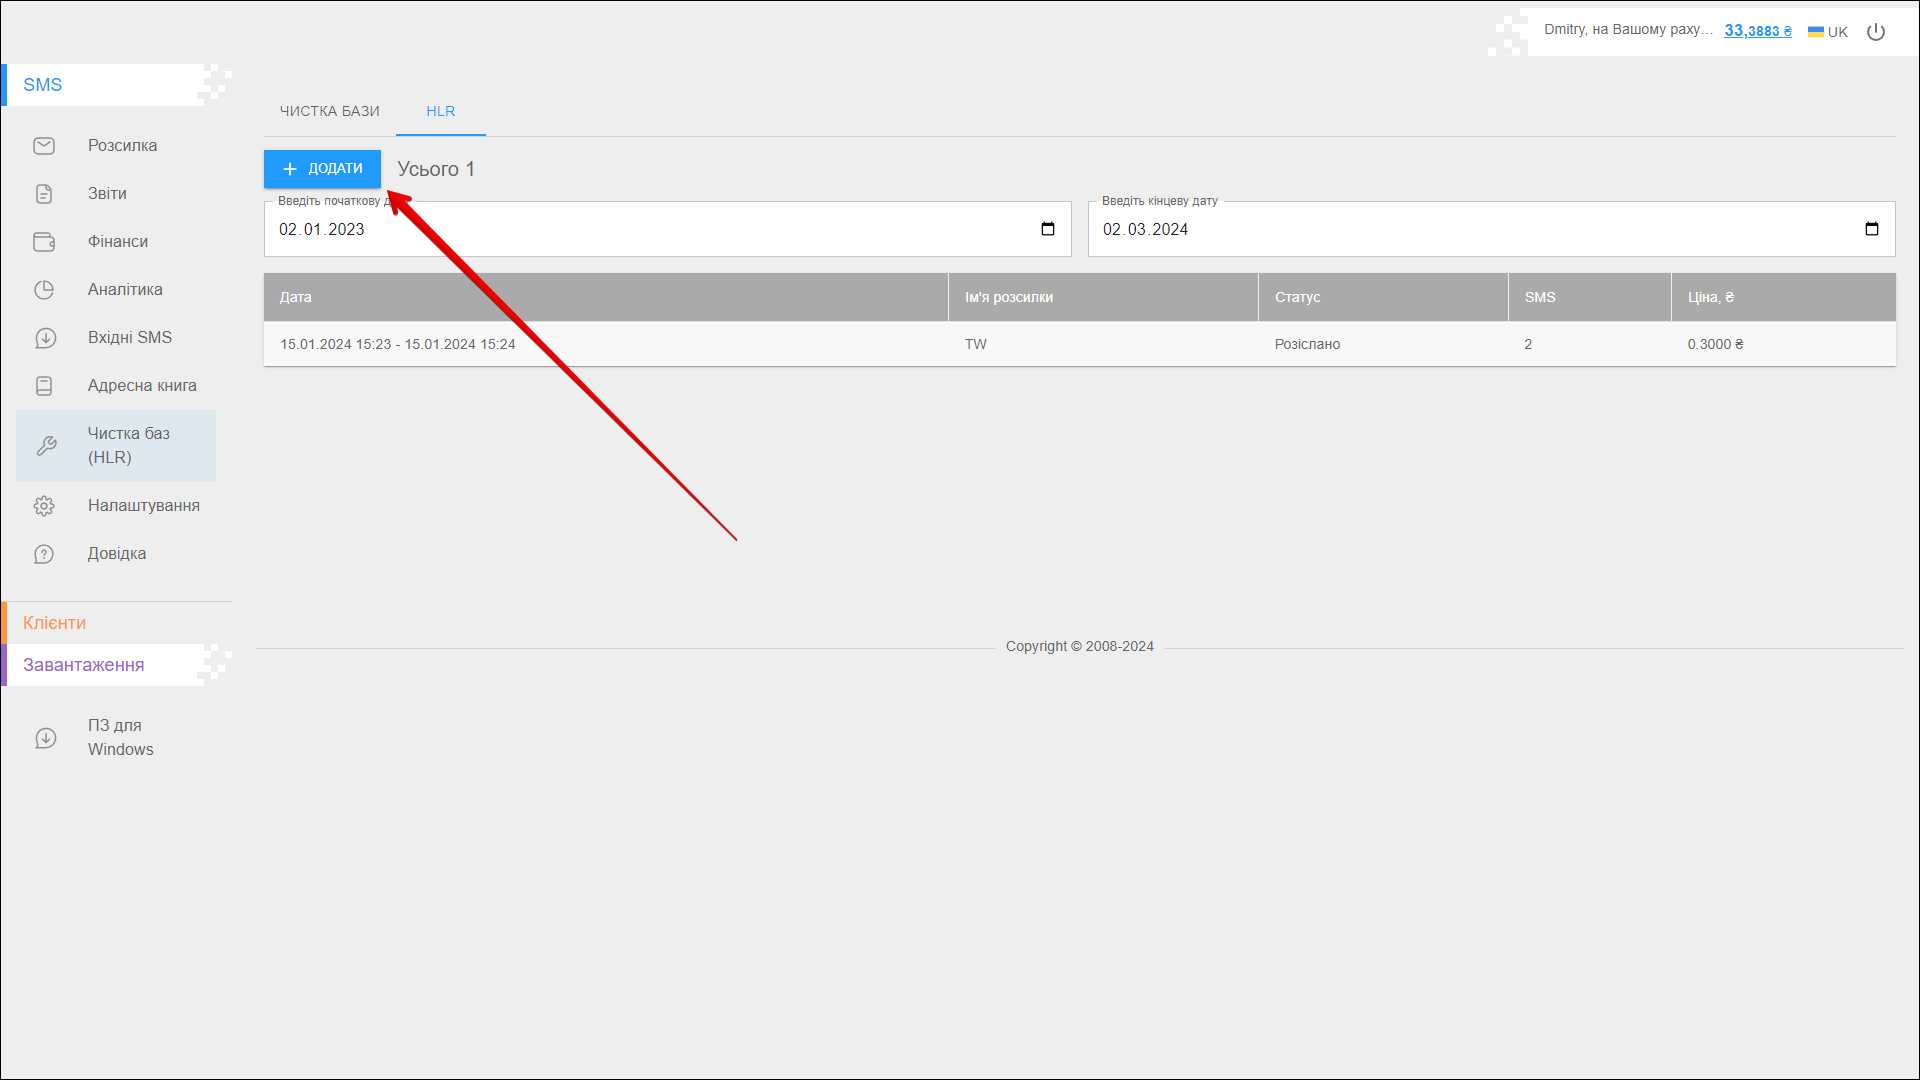 Dmitry, на Вашому раху... 33,3883 ₴ UK
SMS
Розсилка
Звіти
Фінанси
Аналітика
Вхідні SMS
Адресна книга
Чистка баз
(HLR)
Налаштування
Довідка
Клієнти
Завантаження
ПЗ для
Windows
ЧИСТКА БАЗИ HLR
+ ДОДАТИ Усього 1
Введіть початкову
02.01.2023
Введіть кінцеву дату
02.03.2024
Дата Ім'я розсилки Статус SMS Ціна, ₴
15.01.2024 15:23 - 15.01.2024 15:24 TW Розіслано 2 0.3000 ₴
Copyright © 2008-2024